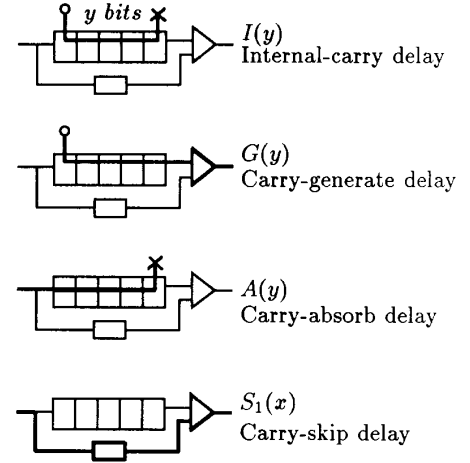 y bits
I(y)
Internal-carry delay
G(y)
Carry-generate delay
A(y)
Carry-absorb delay
S₁(x)
Carry-skip delay